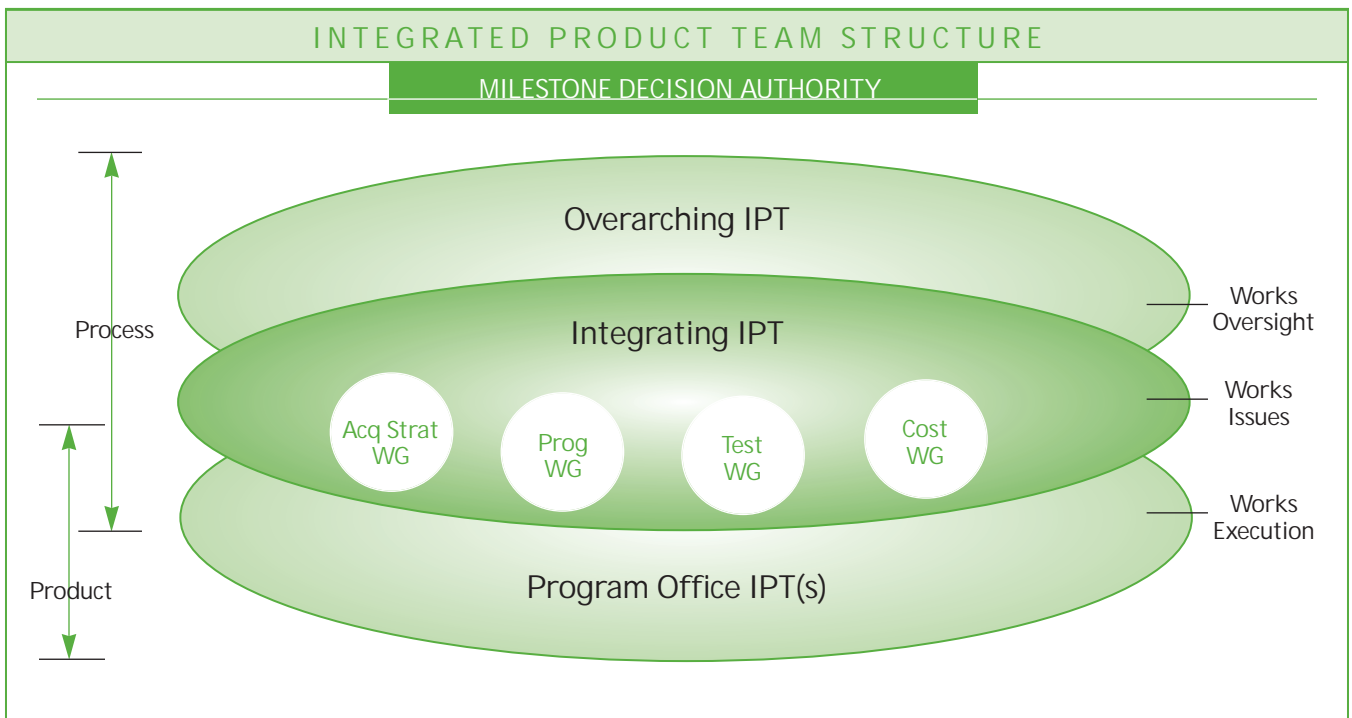 INTEGRATED PRODUCT TEAM STRUCTURE
MILESTONE DECISION AUTHORITY
Overarching IPT
Works
Oversight
Process
Integrating IPT
Works
Issues
Acq Strat
WG
Prog
WG
Test
WG
Cost
WG
Works
Execution
Product
Program Office IPT(s)